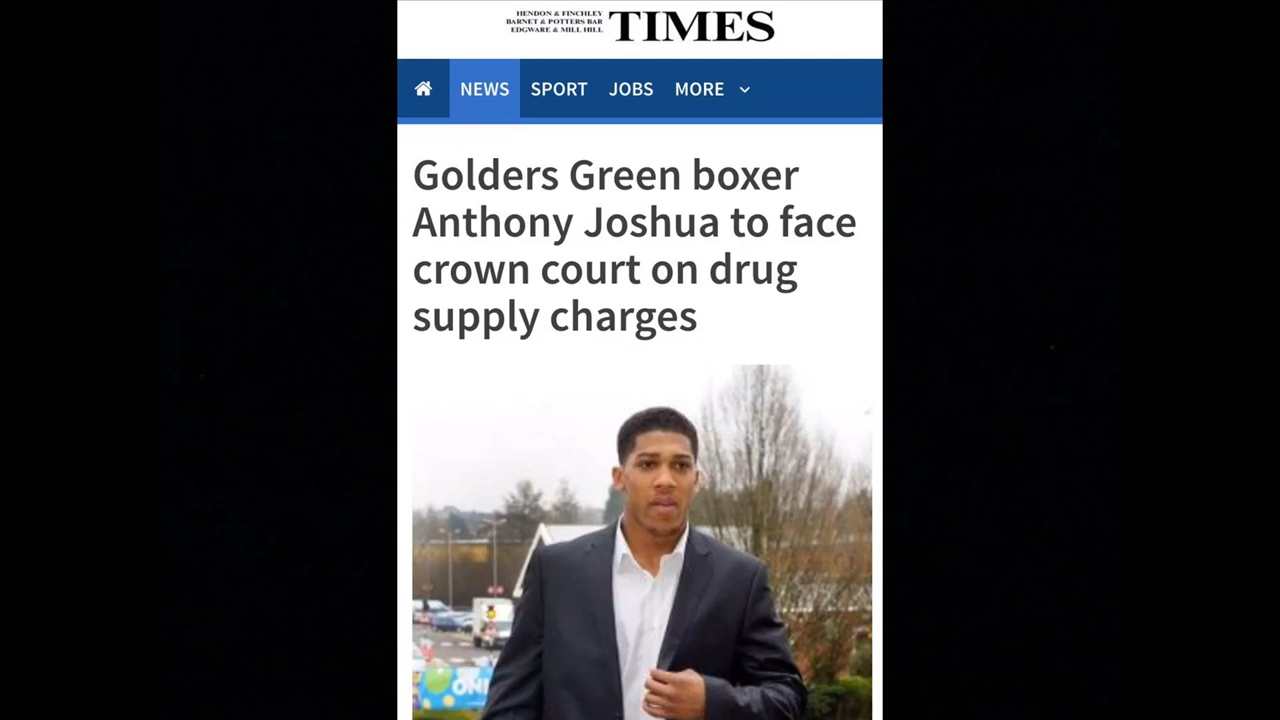 HENDON & FINCHLEY
BARNET & POTTERS BAR
EDGWARE & MILL HILL
TIMES
NEWS SPORT JOBS MORE
Golders Green boxer
Anthony Joshua to face
crown court on drug
supply charges